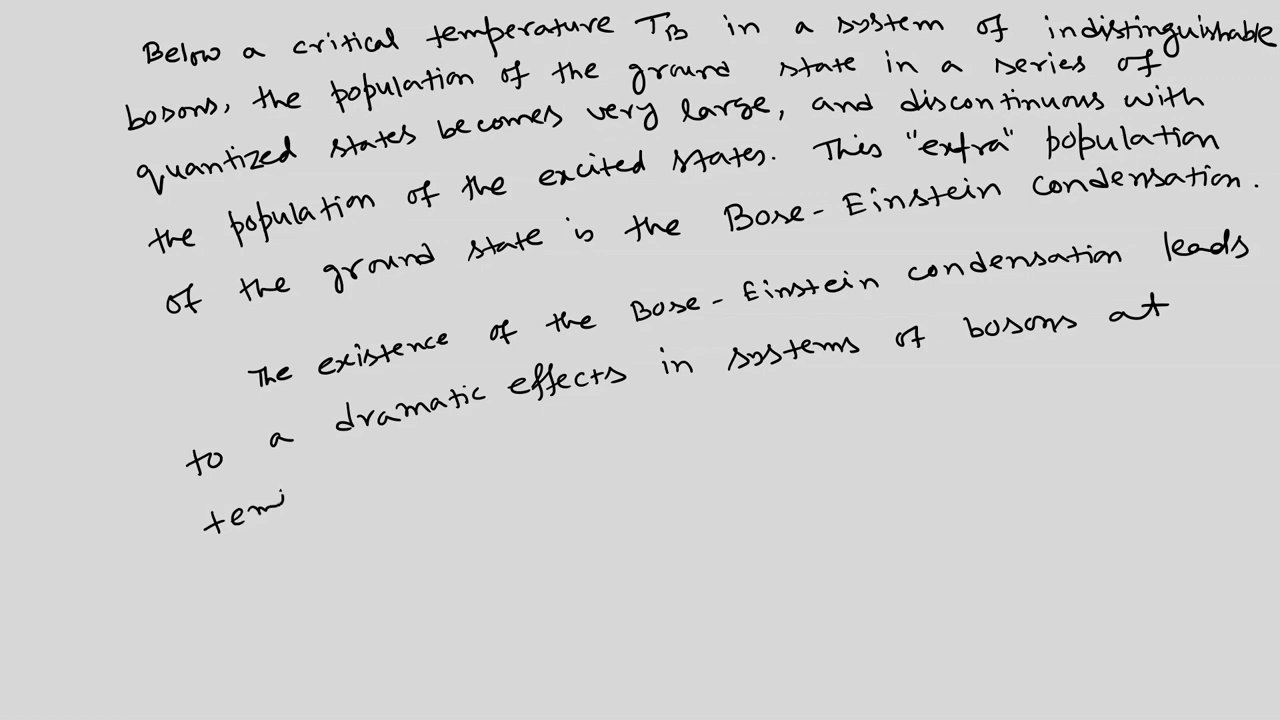 Below a critical temperature T_B in a system of indistinguishable
bosons, the population of the ground state in a series of
quantized states becomes very large, and discontinuous with
the population of the excited states. This "extra" population
of the ground state is the Bose-Einstein condensation.
The existence of the Bose-Einstein condensation leads
to a dramatic effects in systems of bosons at
tem